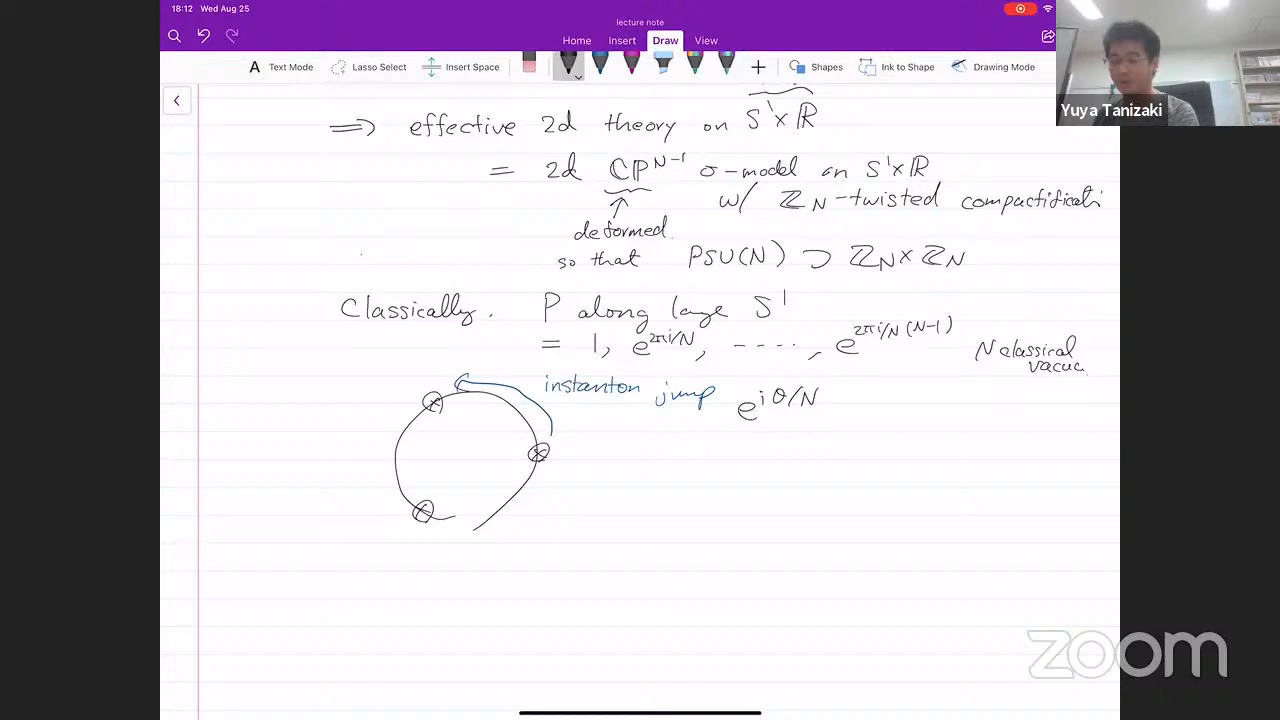 18:12 Wed Aug 25
lecture note
Home Insert Draw View
Text Mode Lasso Select Insert Space Shapes Ink to Shape Drawing Mode
Yuya Tanizaki
⟹ effective 2d theory on S¹×ℝ
= 2d ℂℙ^{N-1} σ-model on S¹×ℝ
w/ ℤ_N-twisted compactificati
deformed.
so that PSU(N) ⊃ ℤ_N×ℤ_N
Classically. P along large S¹
= 1, e^{2πi/N}, ----, e^{2πi/N(N-1)}
N classical
vacua.
instanton jump e^{iθ/N}
zoom